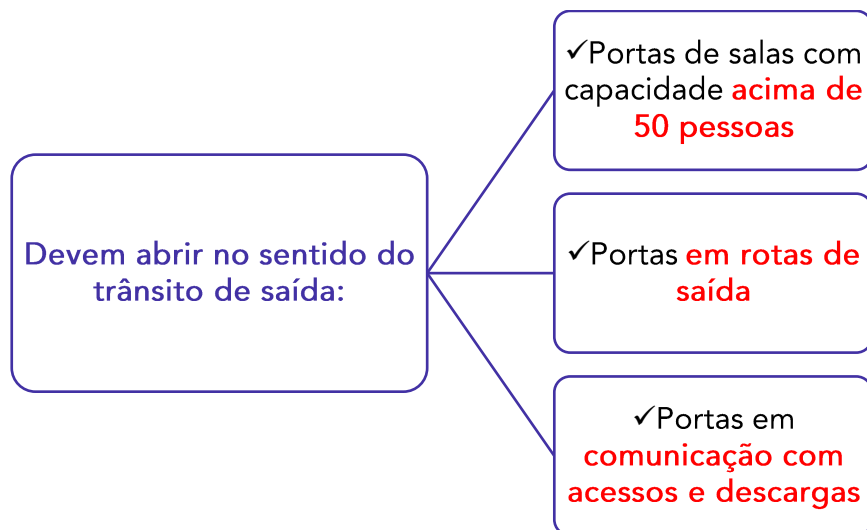 Devem abrir no sentido do
trânsito de saída:
✓Portas de salas com
capacidade acima de
50 pessoas
✓Portas em rotas de
saída
✓Portas em
comunicação com
acessos e descargas